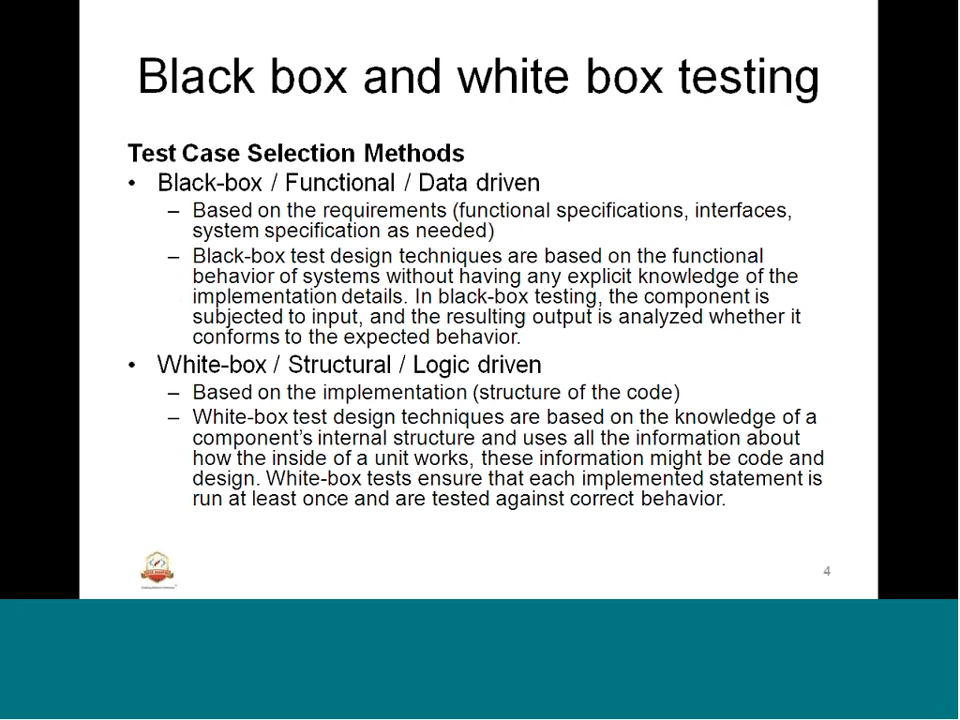 Black box and white box testing
Test Case Selection Methods
• Black-box / Functional / Data driven
– Based on the requirements (functional specifications, interfaces,
system specification as needed)
– Black-box test design techniques are based on the functional
behavior of systems without having any explicit knowledge of the
implementation details. In black-box testing, the component is
subjected to input, and the resulting output is analyzed whether it
conforms to the expected behavior.
• White-box / Structural / Logic driven
– Based on the implementation (structure of the code)
– White-box test design techniques are based on the knowledge of a
component's internal structure and uses all the information about
how the inside of a unit works, these information might be code and
design. White-box tests ensure that each implemented statement is
run at least once and are tested against correct behavior.
4